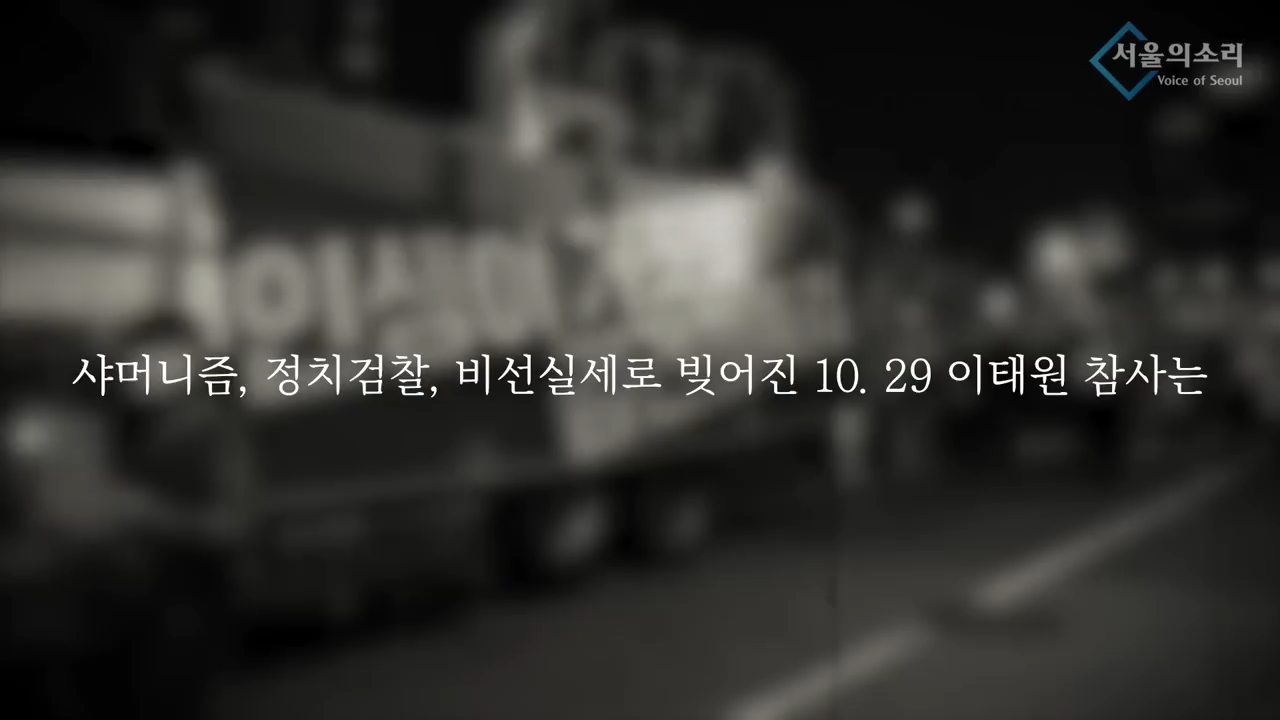 서울의소리
Voice of Seoul
샤머니즘, 정치검찰, 비선실세로 빚어진 10. 29 이태원 참사는